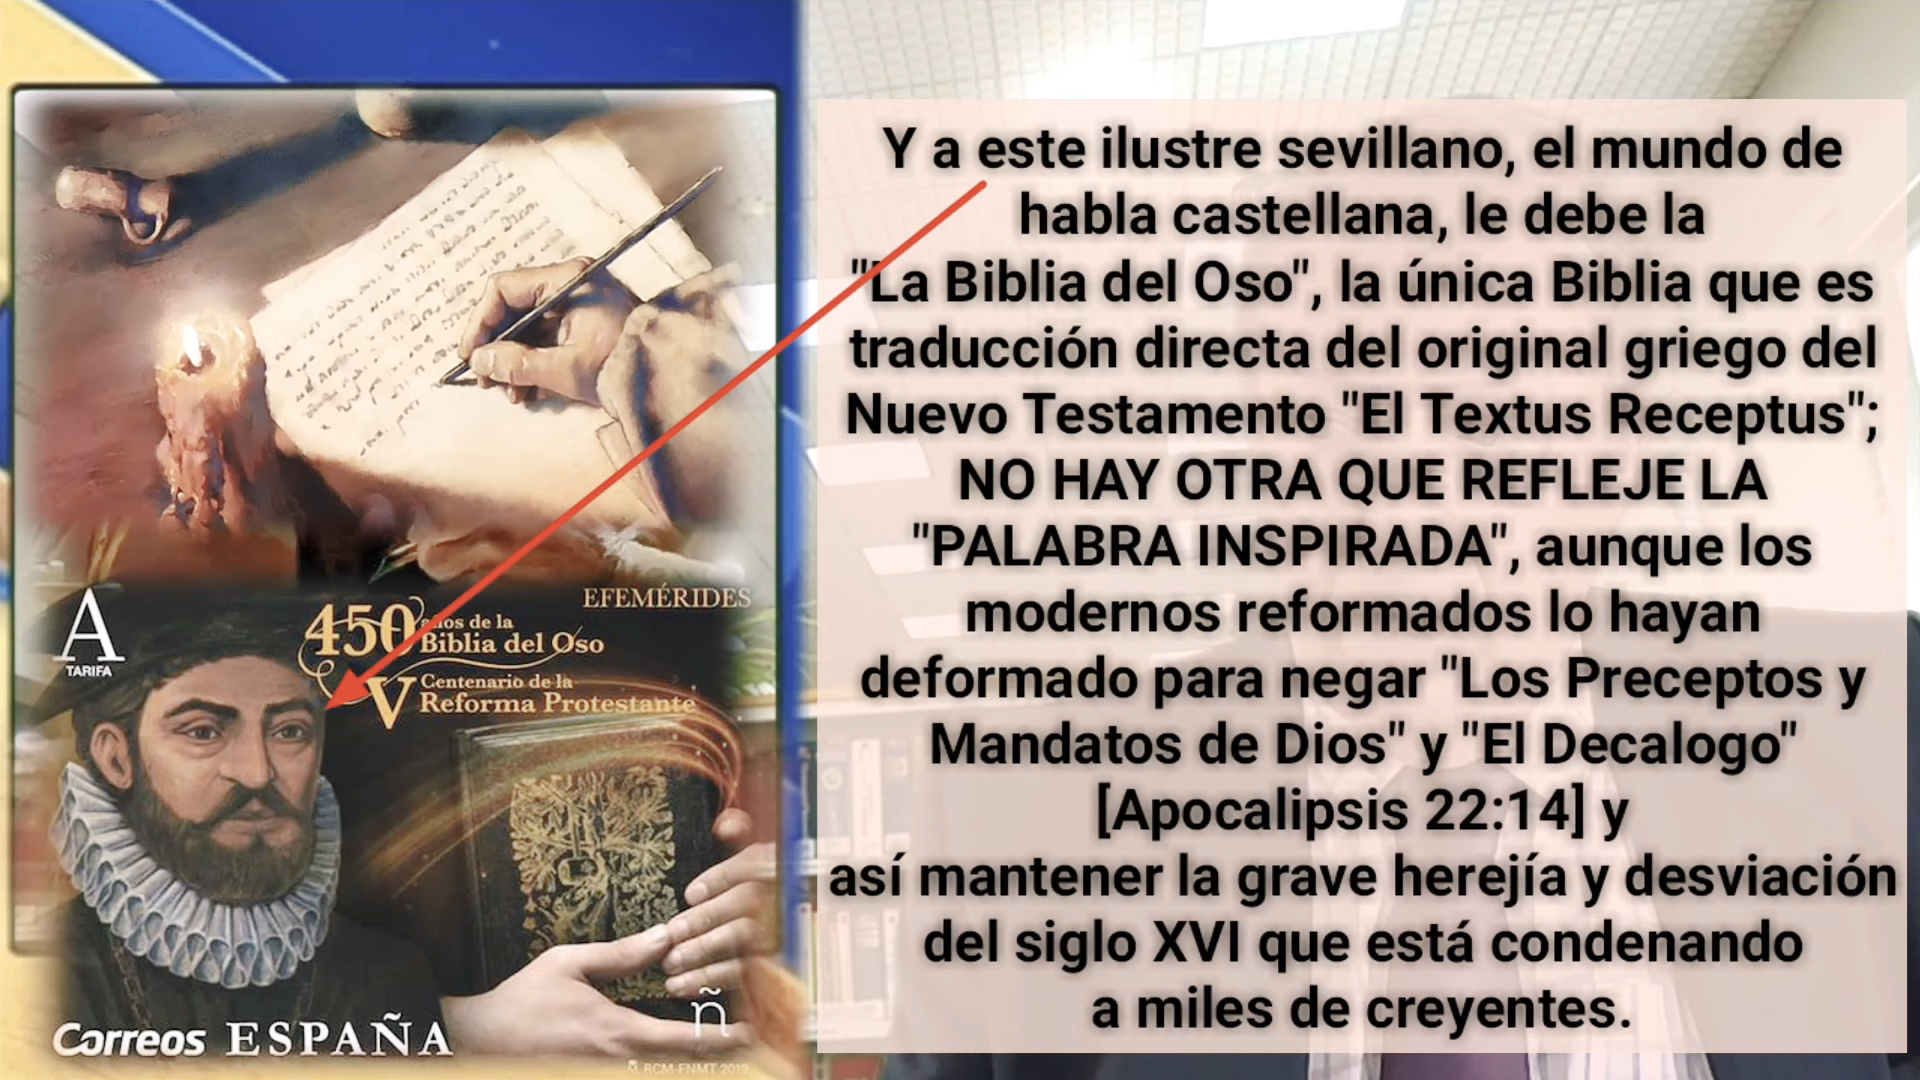 Y a este ilustre sevillano, el mundo de
habla castellana, le debe la
"La Biblia del Oso", la única Biblia que es
traducción directa del original griego del
Nuevo Testamento "El Textus Receptus";
NO HAY OTRA QUE REFLEJE LA
"PALABRA INSPIRADA", aunque los
modernos reformados lo hayan
deformado para negar "Los Preceptos y
Mandatos de Dios" y "El Decalogo"
[Apocalipsis 22:14] y
así mantener la grave herejía y desviación
del siglo XVI que está condenando
a miles de creyentes.
EFEMÉRIDES
A
TARIFA
450 años de la
Biblia del Oso
V Centenario de la
Reforma Protestante
ñ
Correos ESPAÑA
RCM-FNMT 2019